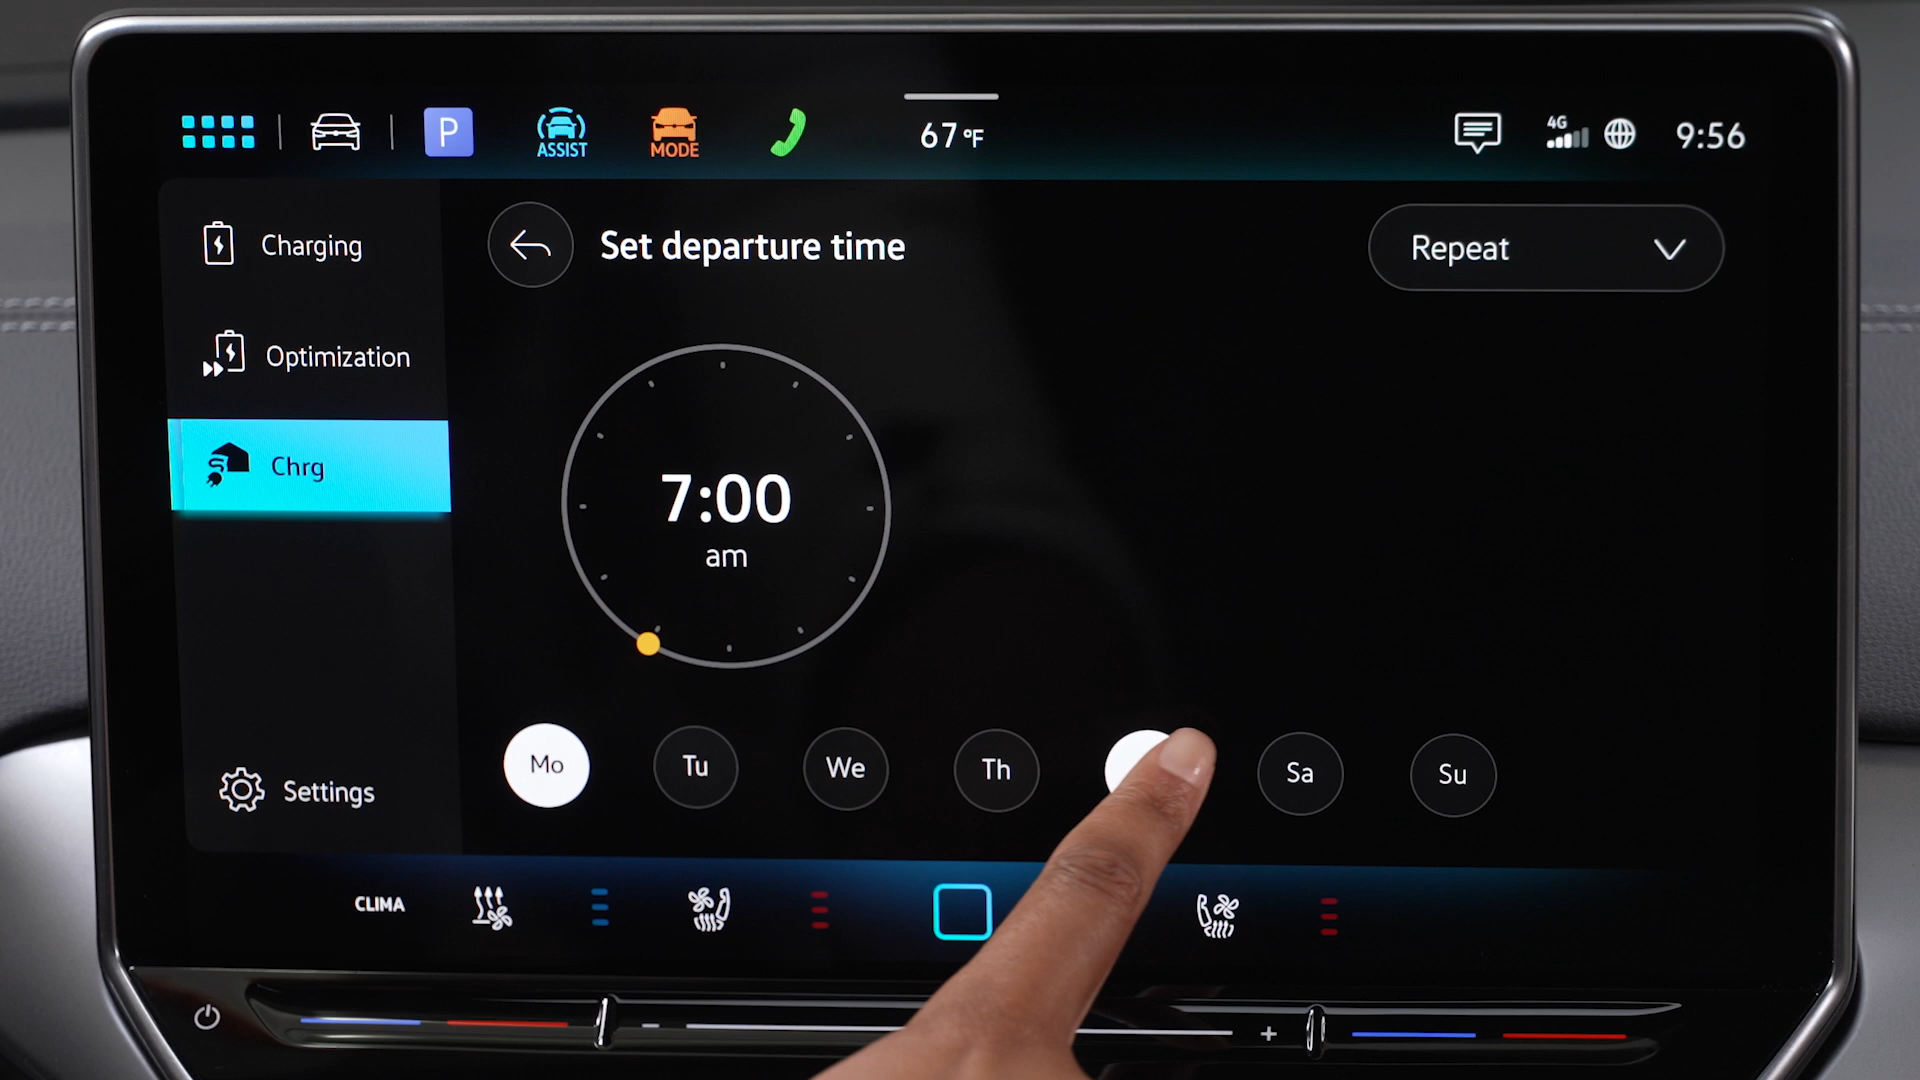 P
ASSIST
MODE
67 °F
4G
9:56
Charging
Set departure time
Repeat
Optimization
Chrg
7:00
am
Mo
Tu
We
Th
Sa
Su
Settings
CLIMA